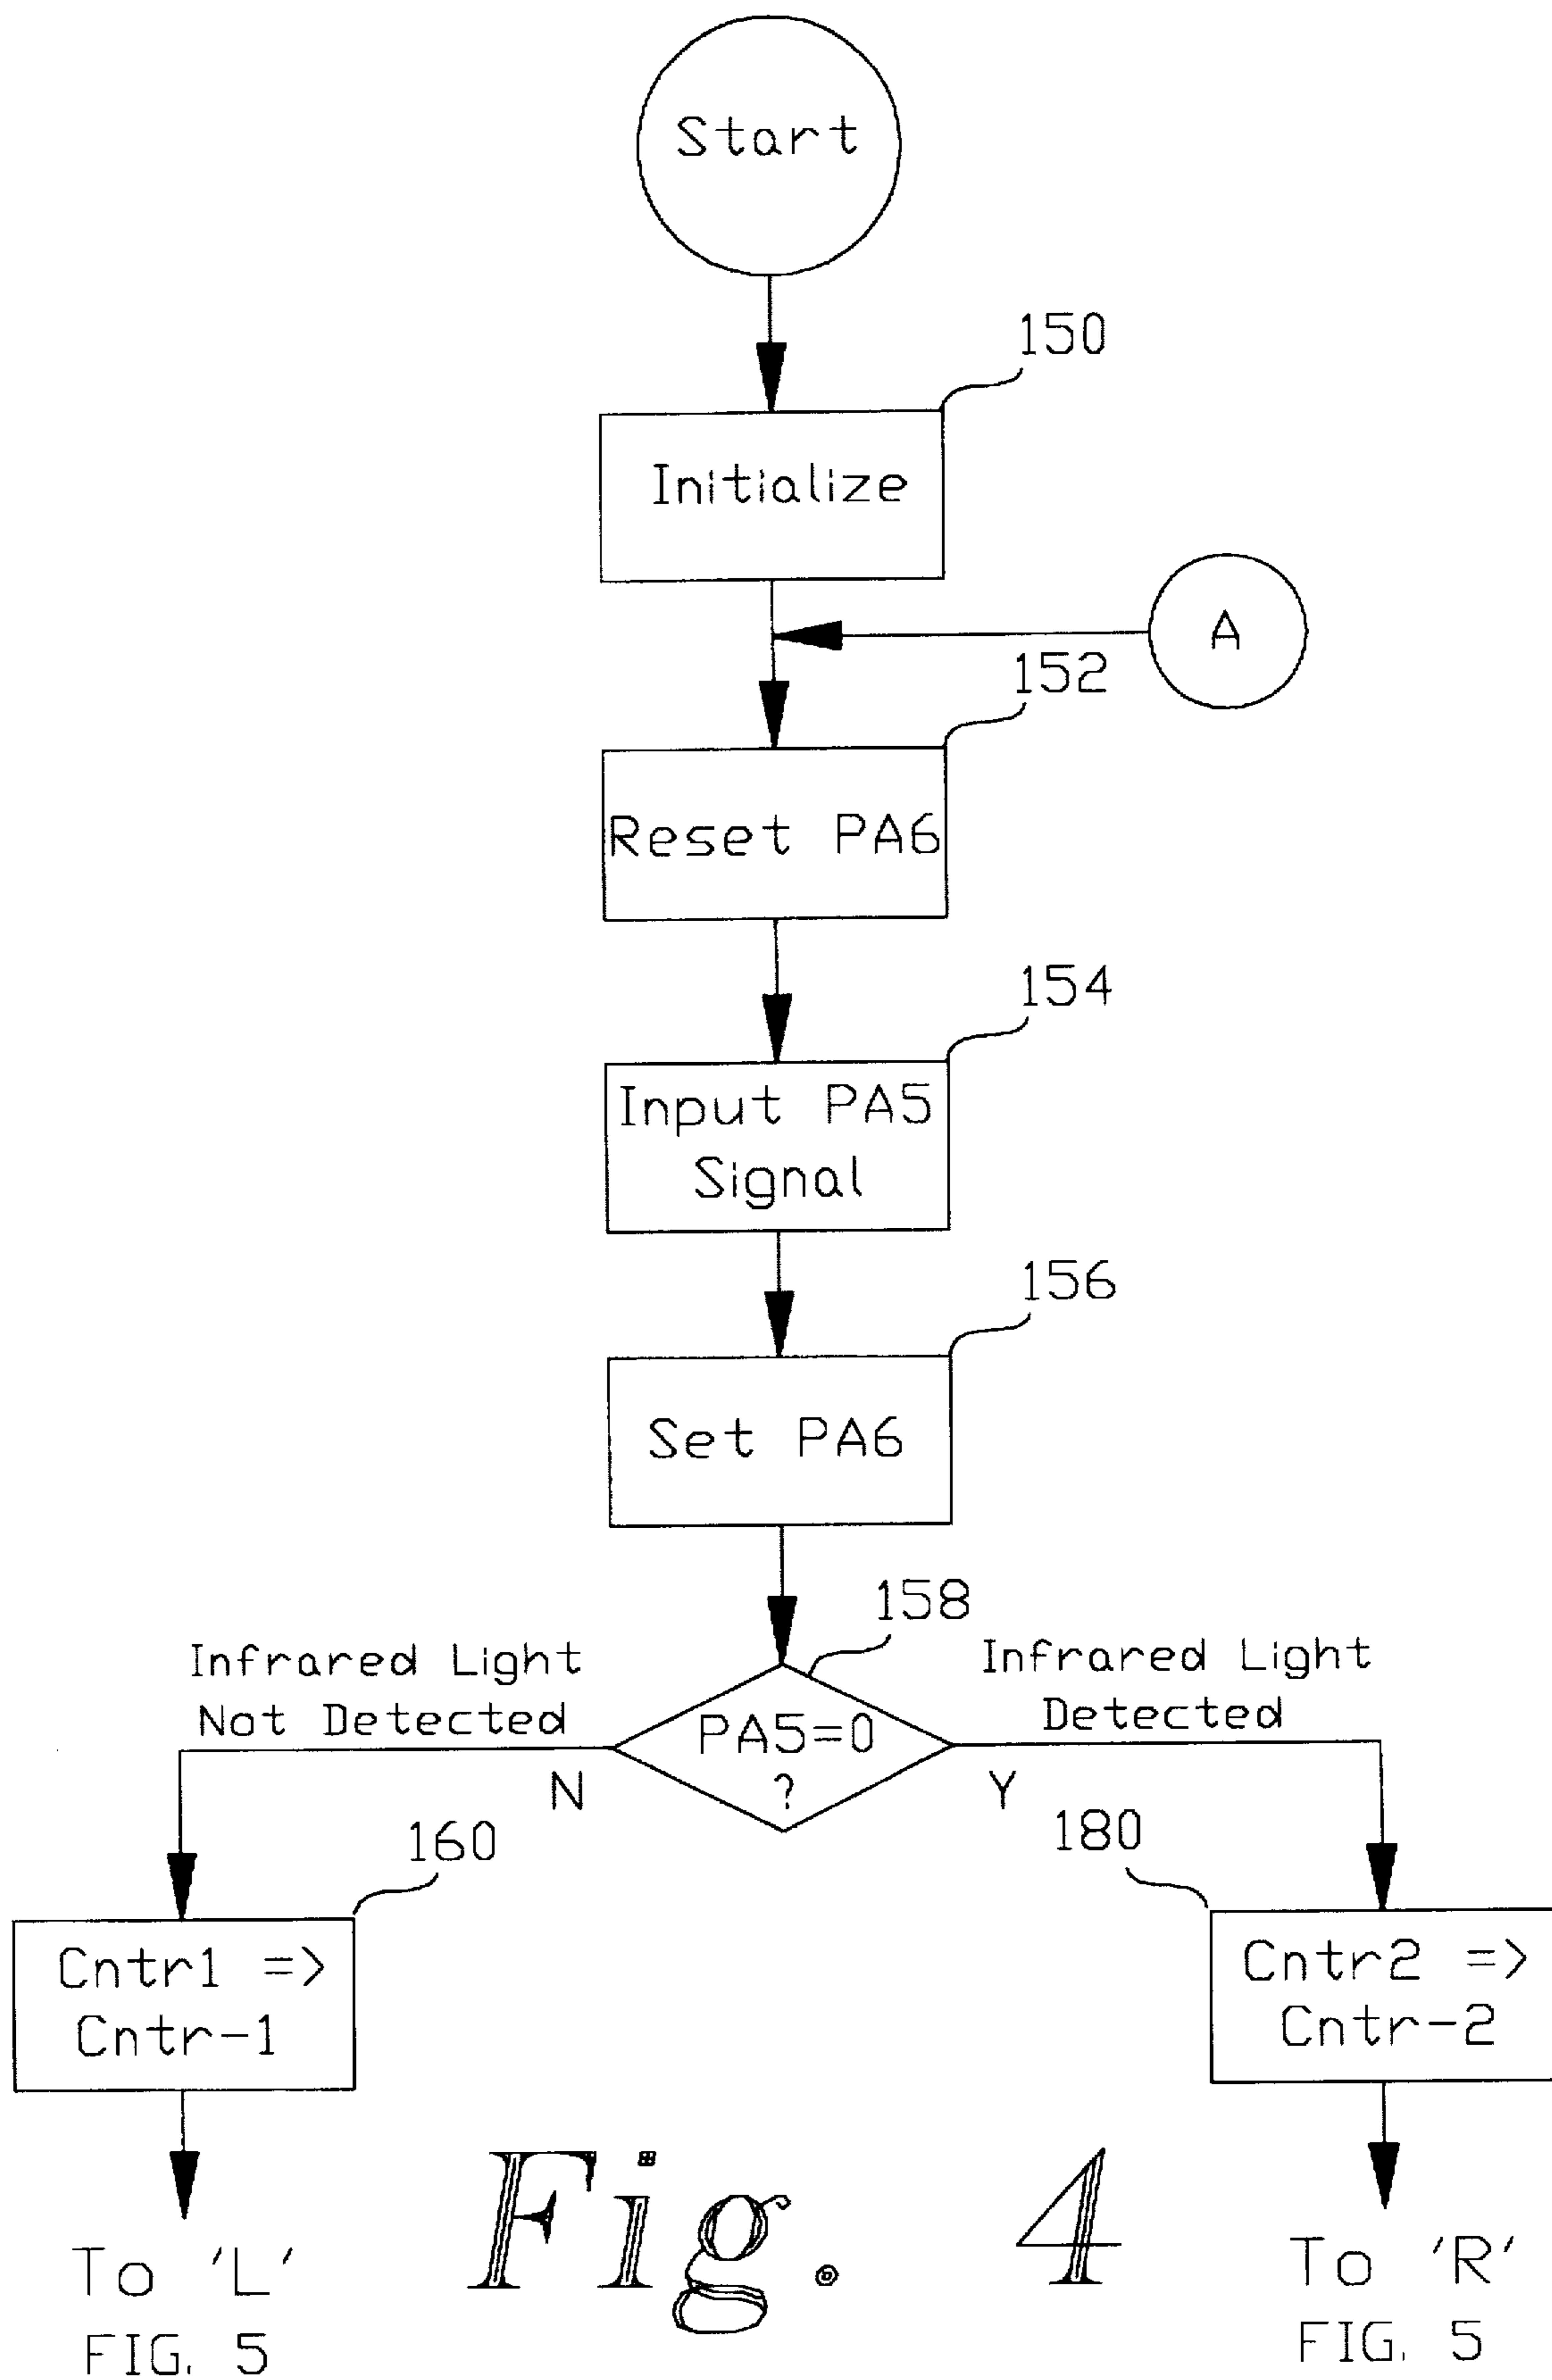 Start
150
Initialize
A
152
Reset PA6
154
Input PA5
Signal
156
Set PA6
158
Infrared Light
Not Detected
Infrared Light
Detected
PA5=0
?
N
Y
160
180
Cntr1 =>
Cntr-1
Cntr2 =>
Cntr-2
To 'L'
FIG. 5
Fig. 4
To 'R'
FIG. 5